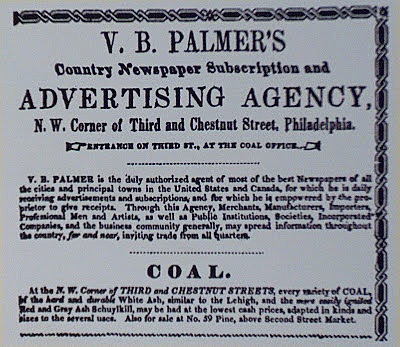 V. B. PALMER'S
Country Newspaper Subscription and
ADVERTISING AGENCY,
N. W. Corner of Third and Chestnut Street, Philadelphia.
ENTRANCE ON THIRD ST., AT THE COAL OFFICE.
V. B. PALMER is the duly authorized agent of most of the best Newspapers of all
the cities and principal towns in the United States and Canada, for which he is daily
receiving advertisements and subscriptions, and for which he is empowered by the pro-
prietor to give receipts. Through this Agency, Merchants, Manufacturers, Importers,
Professional Men and Artists, as well as Public Institutions, Societies, Incorporated
Companies, and the business community generally, may spread information throughout
the country, far and near, inviting trade from all quarters.
COAL.
At the N. W. Corner of THIRD and CHESTNUT STREETS, every variety of COAL,
of the hard and durable White Ash, similar to the Lehigh, and the more easily ignited
Red and Gray Ash Schuylkill, may be had at the lowest cash prices, adapted in kinds and
sizes to the several uses. Also for sale at No. 59 Pine, above Second Street Market.